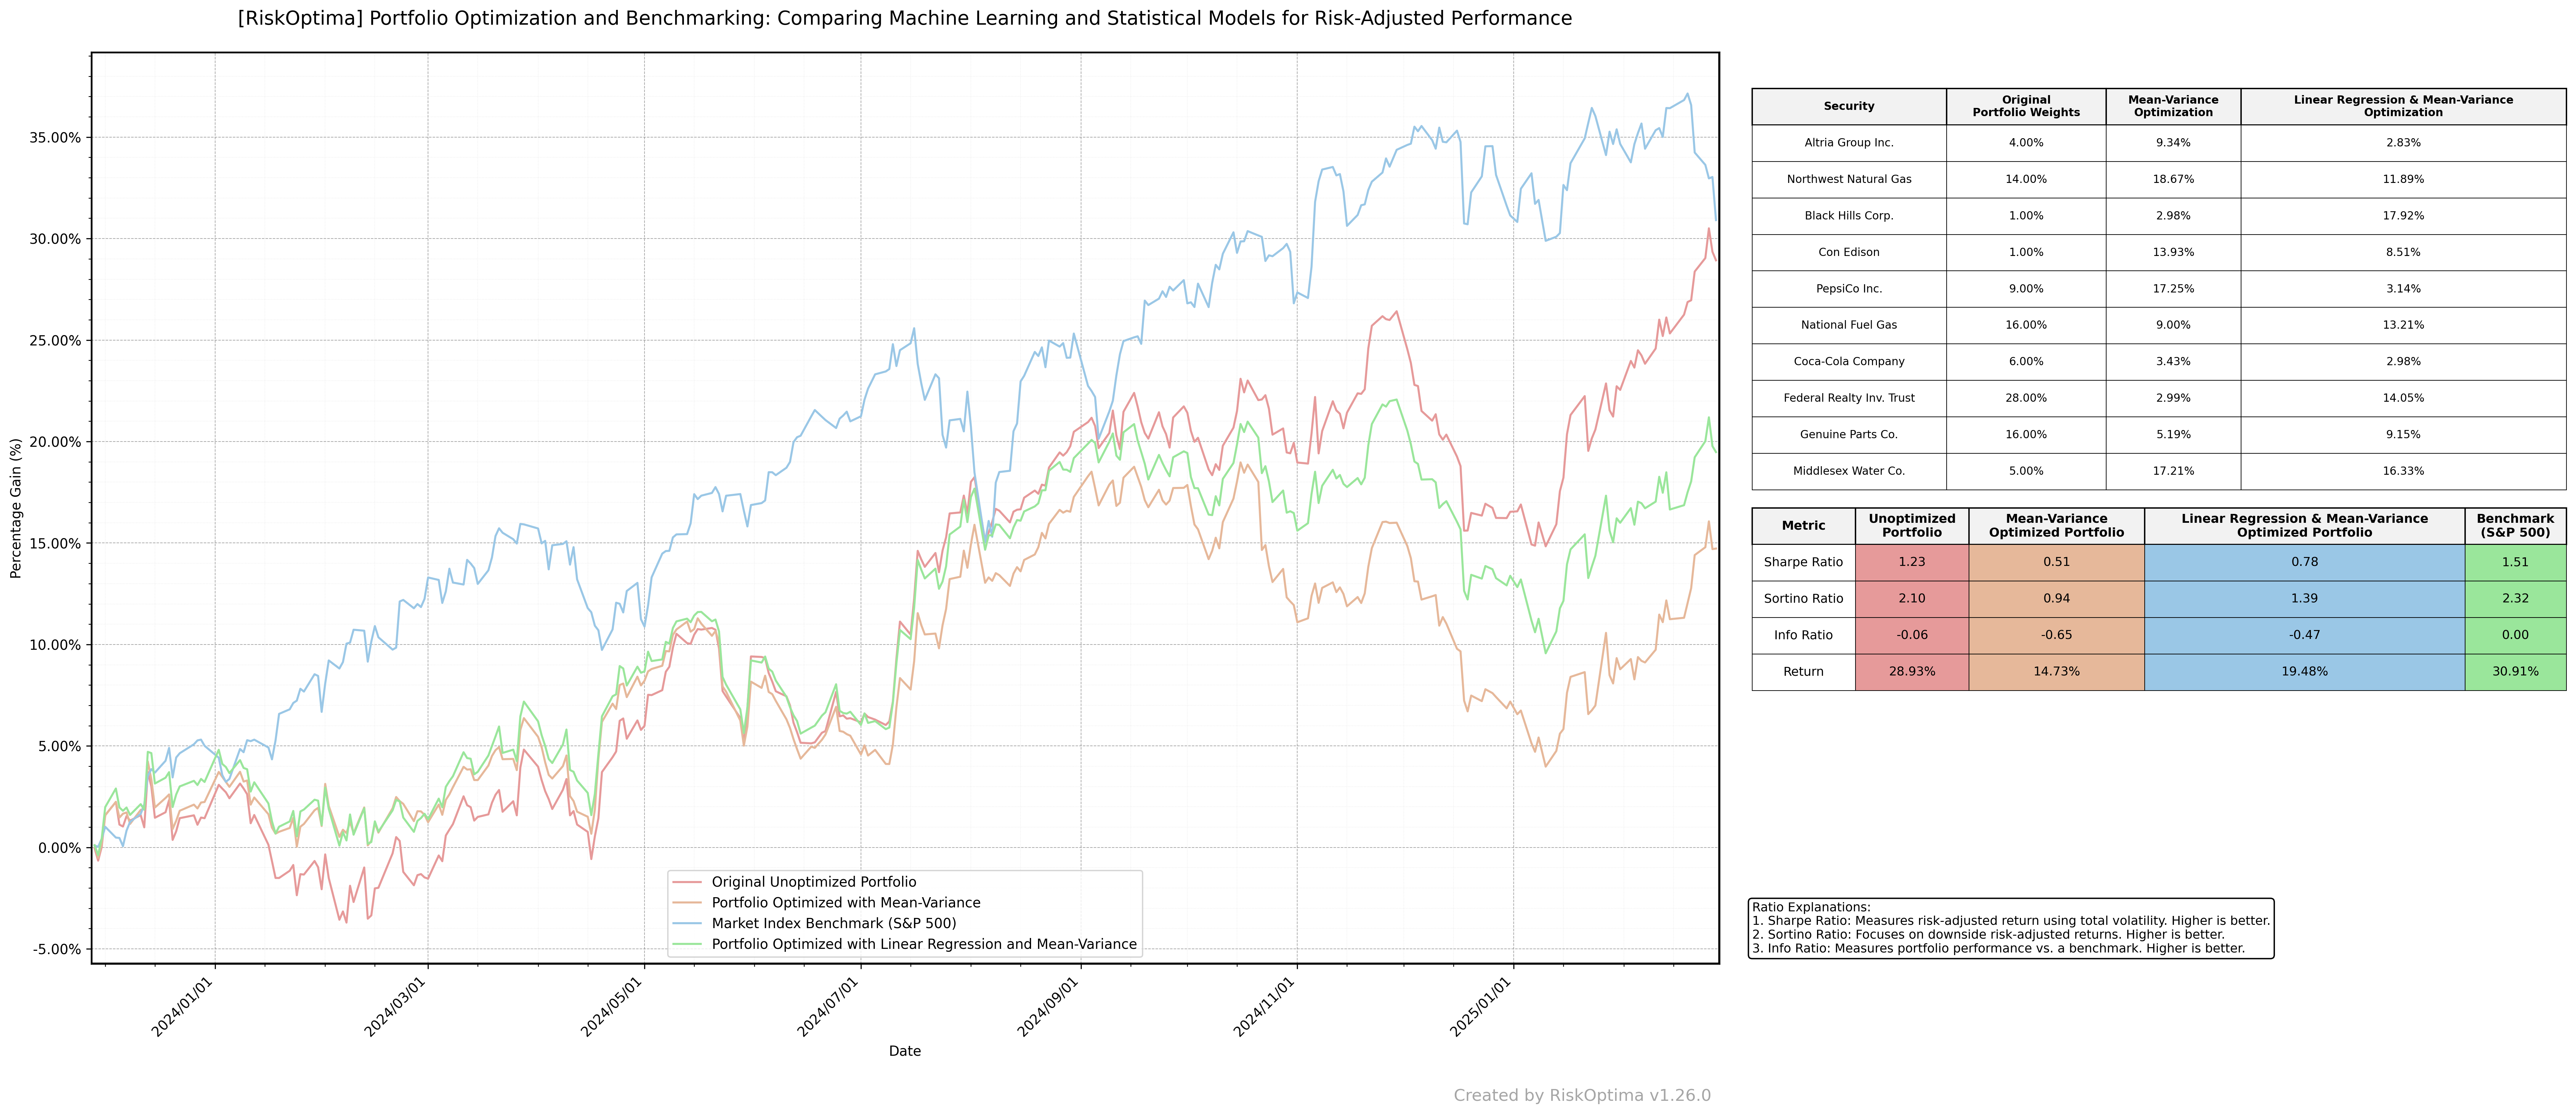 [RiskOptima] Portfolio Optimization and Benchmarking: Comparing Machine Learning and Statistical Models for Risk-Adjusted Performance
Percentage Gain (%)
35.00%
30.00%
25.00%
20.00%
15.00%
10.00%
5.00%
0.00%
-5.00%
Original Unoptimized Portfolio
Portfolio Optimized with Mean-Variance
Market Index Benchmark (S&P 500)
Portfolio Optimized with Linear Regression and Mean-Variance
2024/01/01
2024/03/01
2024/05/01
2024/07/01
2024/09/01
2024/11/01
2025/01/01
Date
Security Original Portfolio Weights Mean-Variance Optimization Linear Regression & Mean-Variance Optimization
Altria Group Inc. 4.00% 9.34% 2.83%
Northwest Natural Gas 14.00% 18.67% 11.89%
Black Hills Corp. 1.00% 2.98% 17.92%
Con Edison 1.00% 13.93% 8.51%
PepsiCo Inc. 9.00% 17.25% 3.14%
National Fuel Gas 16.00% 9.00% 13.21%
Coca-Cola Company 6.00% 3.43% 2.98%
Federal Realty Inv. Trust 28.00% 2.99% 14.05%
Genuine Parts Co. 16.00% 5.19% 9.15%
Middlesex Water Co. 5.00% 17.21% 16.33%
Metric Unoptimized Portfolio Mean-Variance Optimized Portfolio Linear Regression & Mean-Variance Optimized Portfolio Benchmark (S&P 500)
Sharpe Ratio 1.23 0.51 0.78 1.51
Sortino Ratio 2.10 0.94 1.39 2.32
Info Ratio -0.06 -0.65 -0.47 0.00
Return 28.93% 14.73% 19.48% 30.91%
Ratio Explanations:
1. Sharpe Ratio: Measures risk-adjusted return using total volatility. Higher is better.
2. Sortino Ratio: Focuses on downside risk-adjusted returns. Higher is better.
3. Info Ratio: Measures portfolio performance vs. a benchmark. Higher is better.
Created by RiskOptima v1.26.0